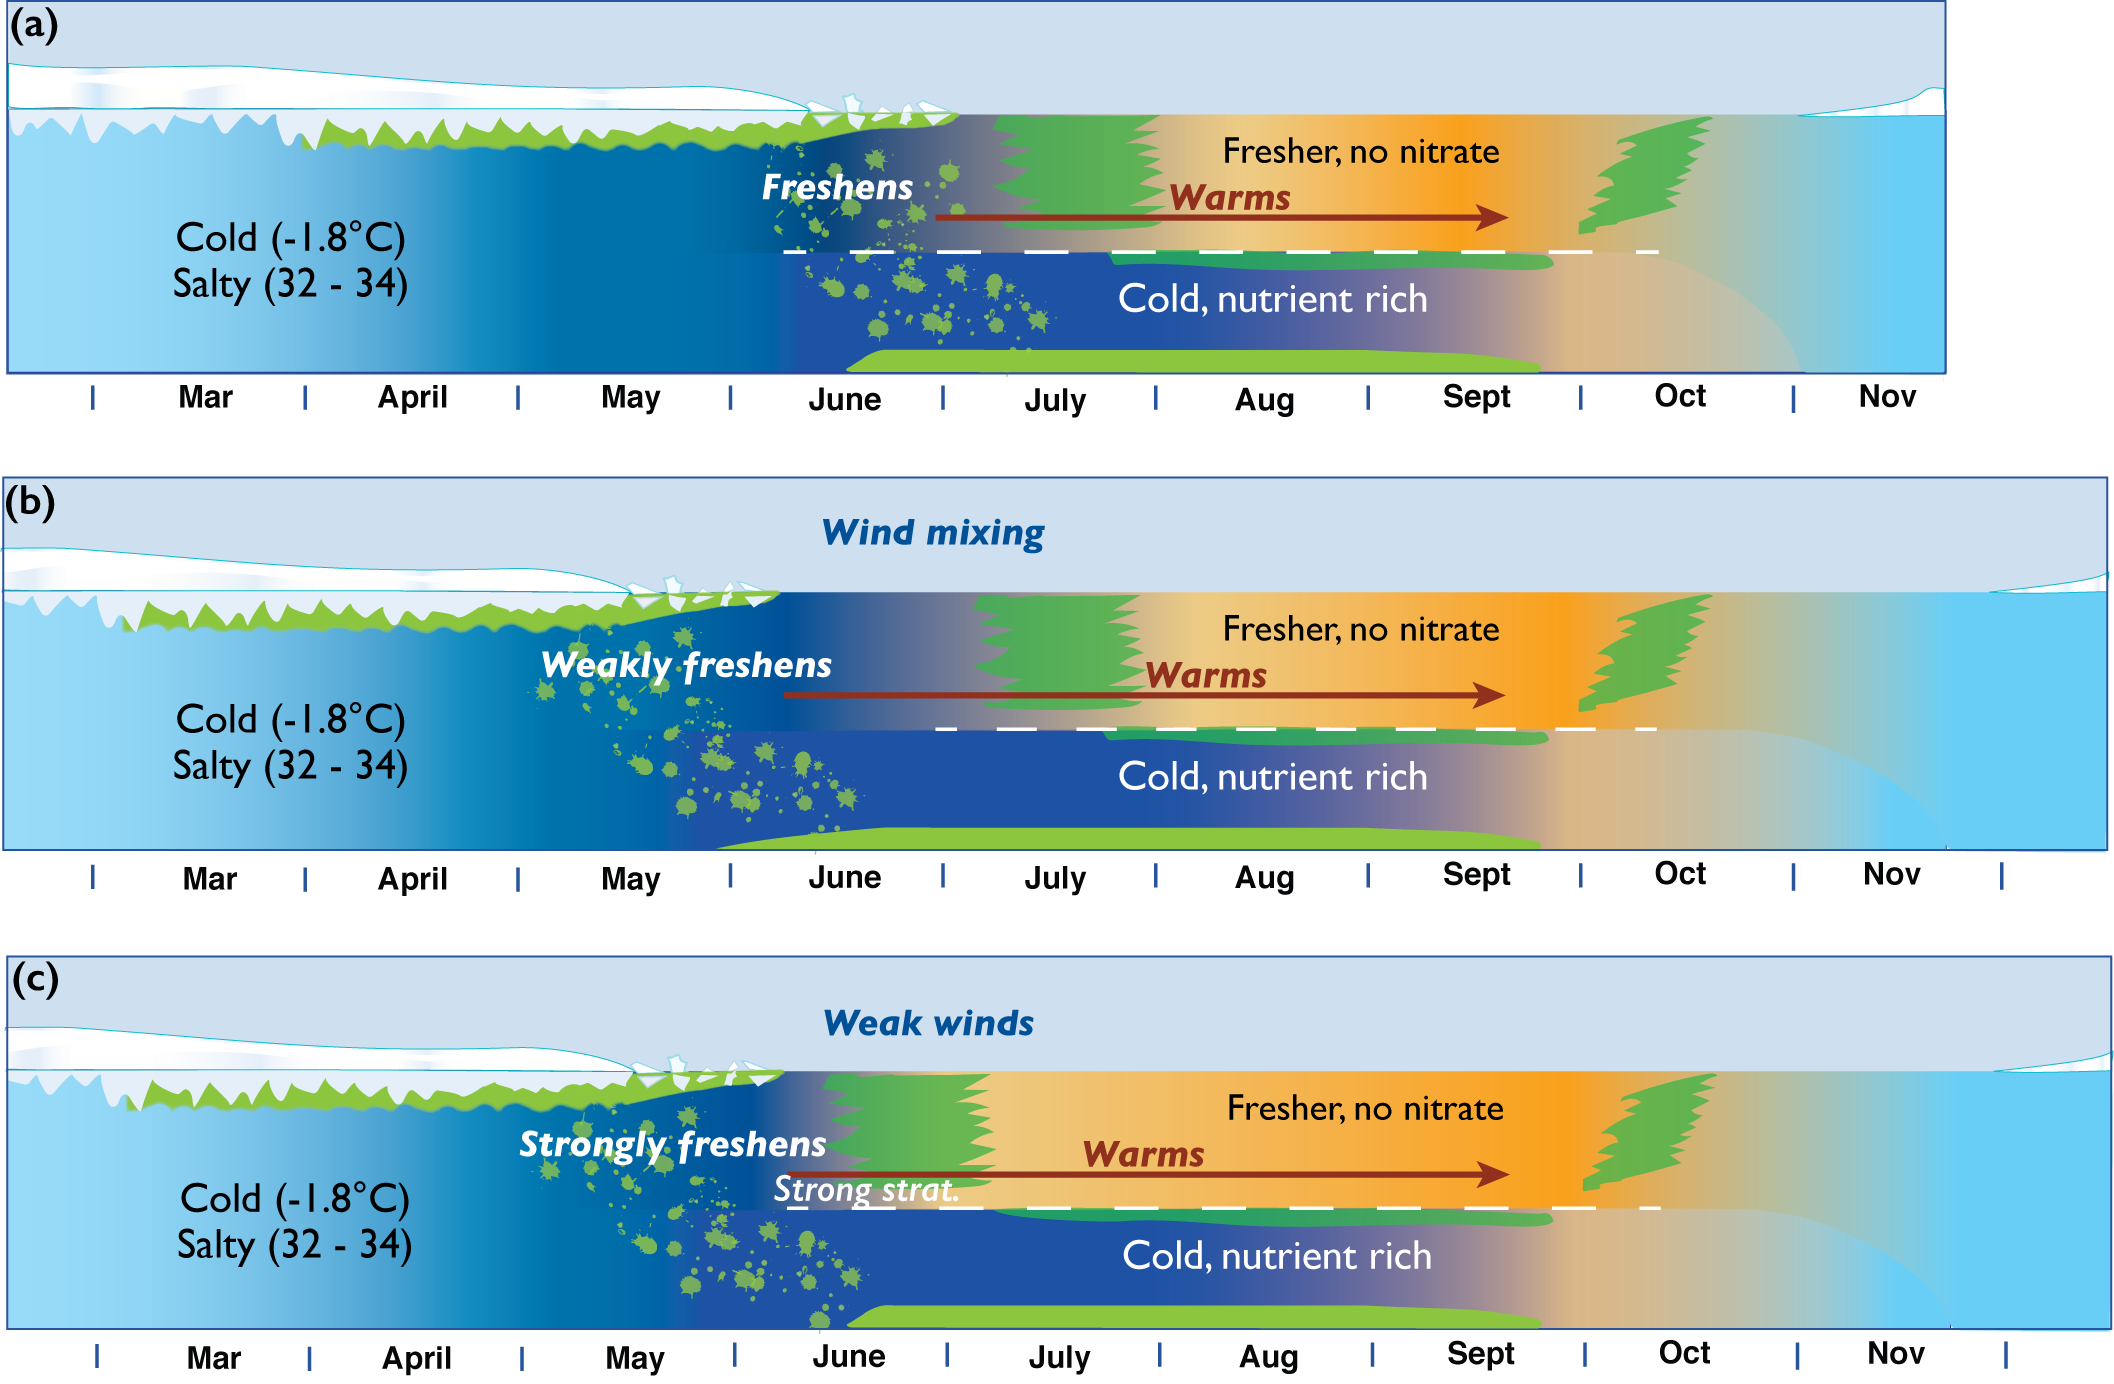 (a)
Fresher, no nitrate
Freshens
Warms
Cold (-1.8°C)
Salty (32 - 34)
Cold, nutrient rich
Mar April May June July Aug Sept Oct Nov
(b)
Wind mixing
Fresher, no nitrate
Weakly freshens
Warms
Cold (-1.8°C)
Salty (32 - 34)
Cold, nutrient rich
Mar April May June July Aug Sept Oct Nov
(c)
Weak winds
Fresher, no nitrate
Strongly freshens
Warms
Strong strat.
Cold (-1.8°C)
Salty (32 - 34)
Cold, nutrient rich
Mar April May June July Aug Sept Oct Nov